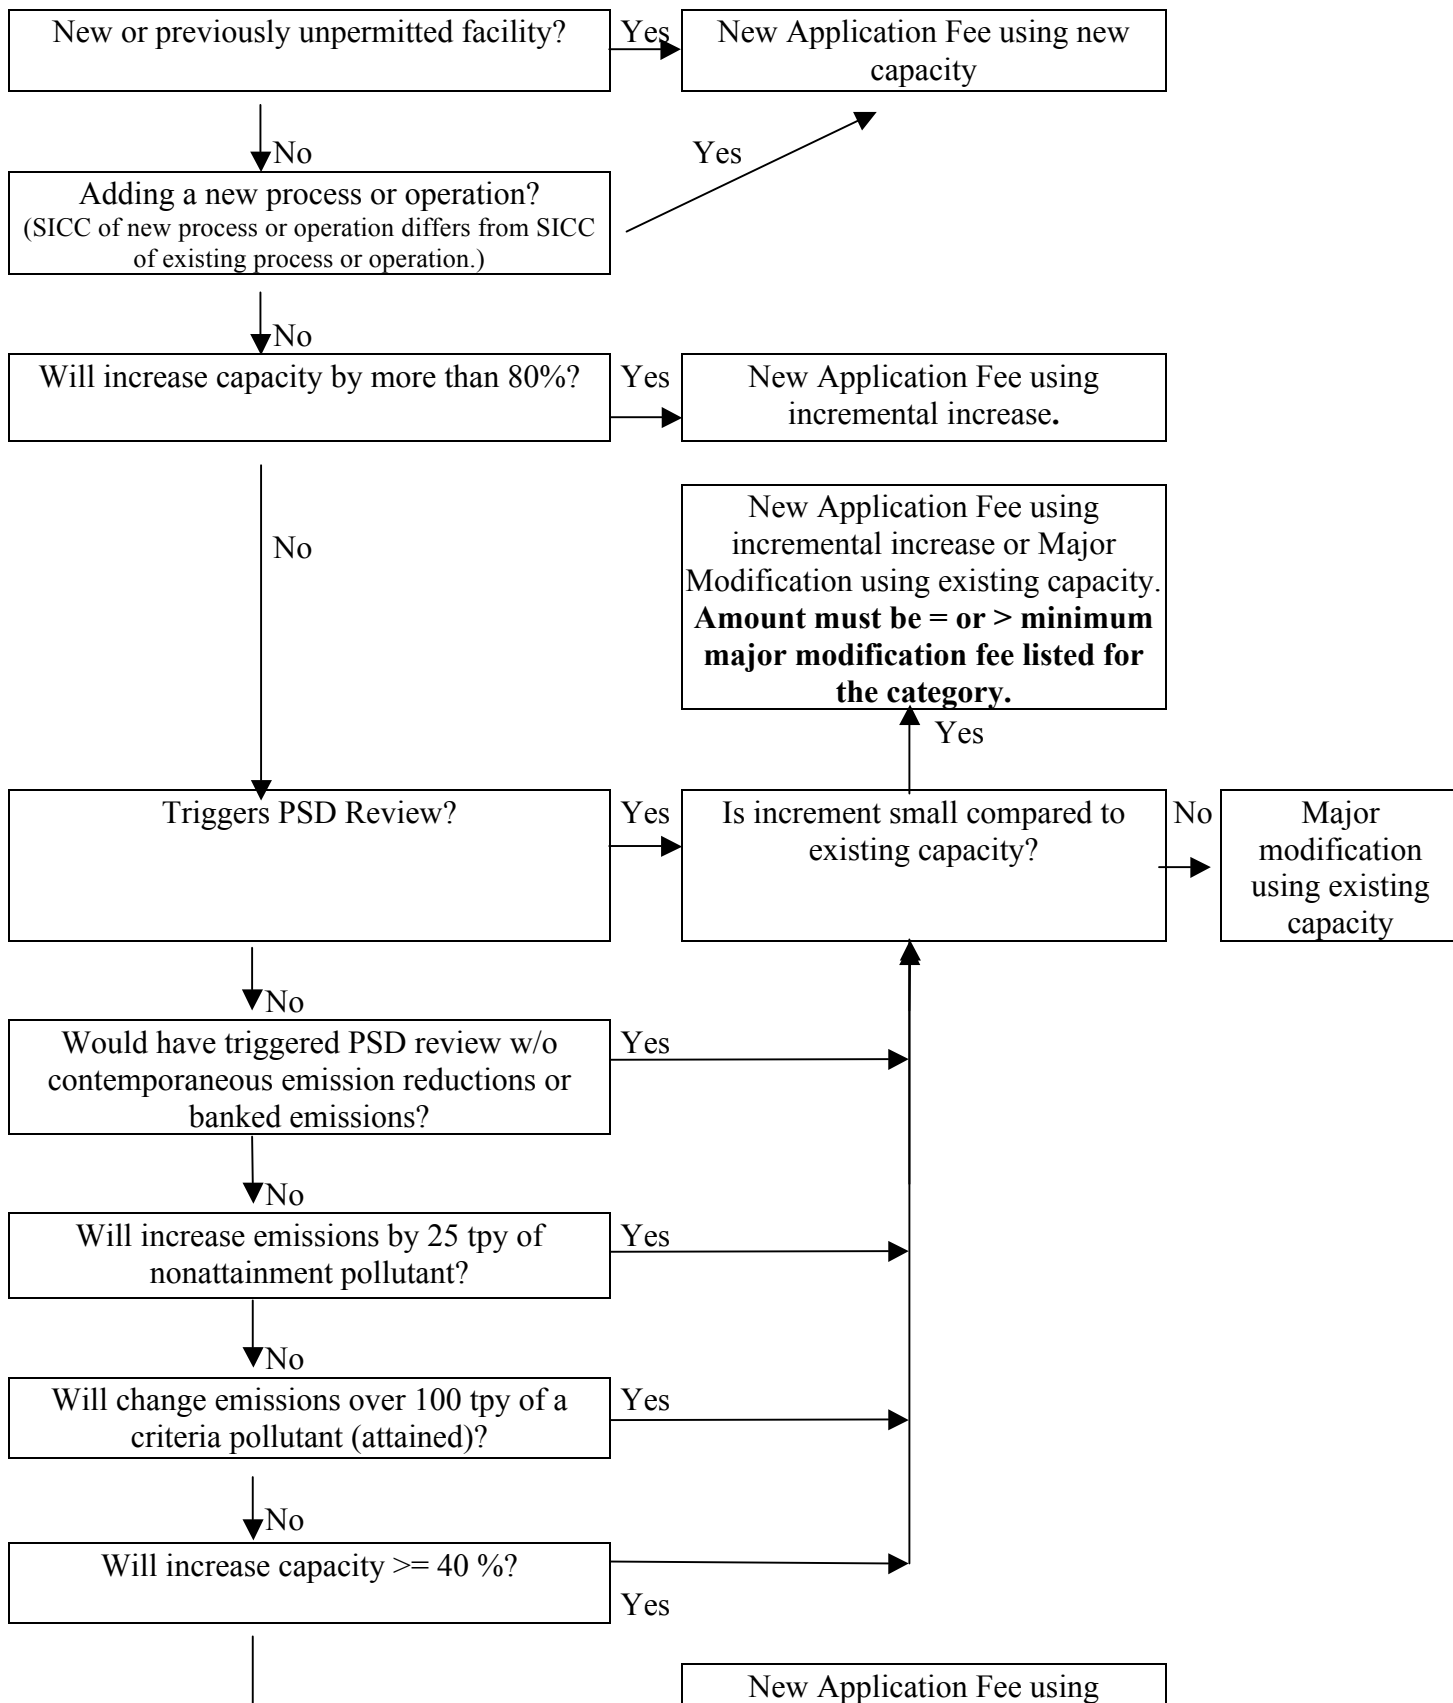 New or previously unpermitted facility?
Yes
New Application Fee using new
capacity
No
Yes
Adding a new process or operation?
(SICC of new process or operation differs from SICC
of existing process or operation.)
No
Will increase capacity by more than 80%?
Yes
New Application Fee using
incremental increase.
No
New Application Fee using
incremental increase or Major
Modification using existing capacity.
Amount must be = or > minimum
major modification fee listed for
the category.
Yes
Triggers PSD Review?
Yes
Is increment small compared to
existing capacity?
No
Major
modification
using existing
capacity
No
Would have triggered PSD review w/o
contemporaneous emission reductions or
banked emissions?
Yes
No
Will increase emissions by 25 tpy of
nonattainment pollutant?
Yes
No
Will change emissions over 100 tpy of a
criteria pollutant (attained)?
Yes
No
Will increase capacity >= 40 %?
Yes
New Application Fee using